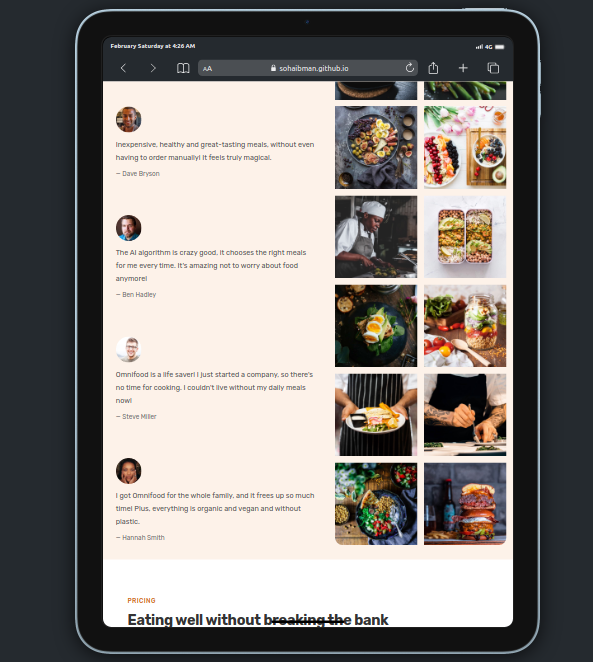 February Saturday at 4:26 AM
4G
AA
sohaibman.github.io
Inexpensive, healthy and great-tasting meals, without even
having to order manually! It feels truly magical.
— Dave Bryson
The AI algorithm is crazy good, it chooses the right meals
for me every time. It's amazing not to worry about food
anymore!
— Ben Hadley
Omnifood is a life saver! I just started a company, so there's
no time for cooking. I couldn't live without my daily meals
now!
— Steve Miller
I got Omnifood for the whole family, and it frees up so much
time! Plus, everything is organic and vegan and without
plastic.
— Hannah Smith
PRICING
Eating well without breaking the bank